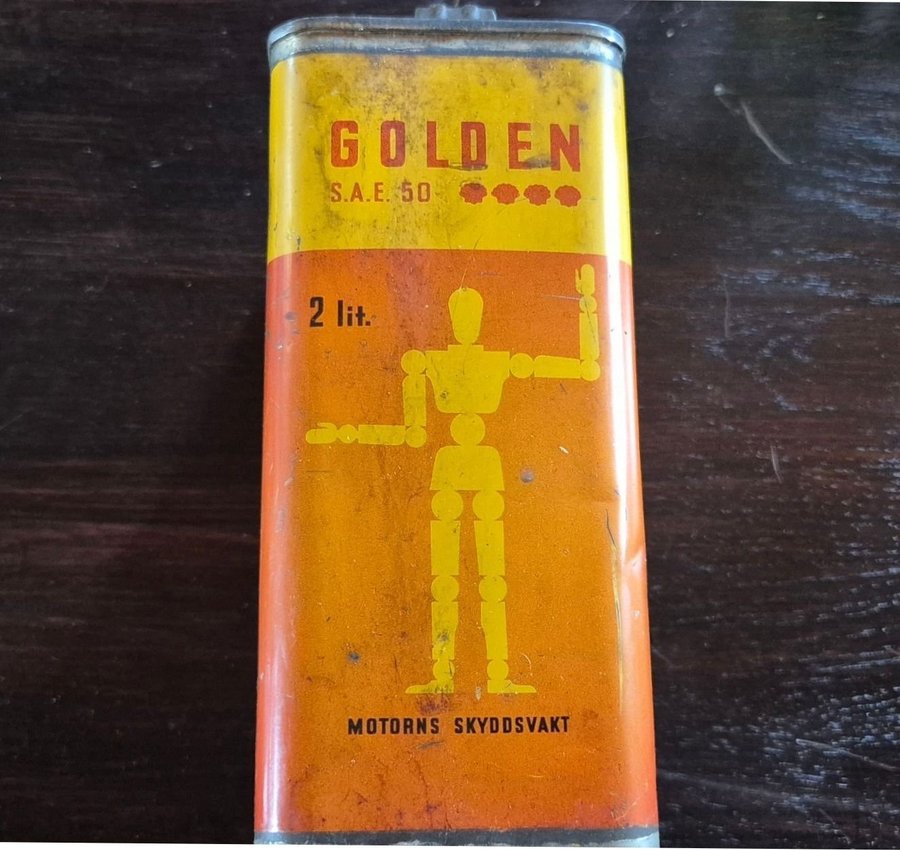 GOLDEN
S.A.E. 50
2 lit.
MOTORNS SKYDDSVAKT